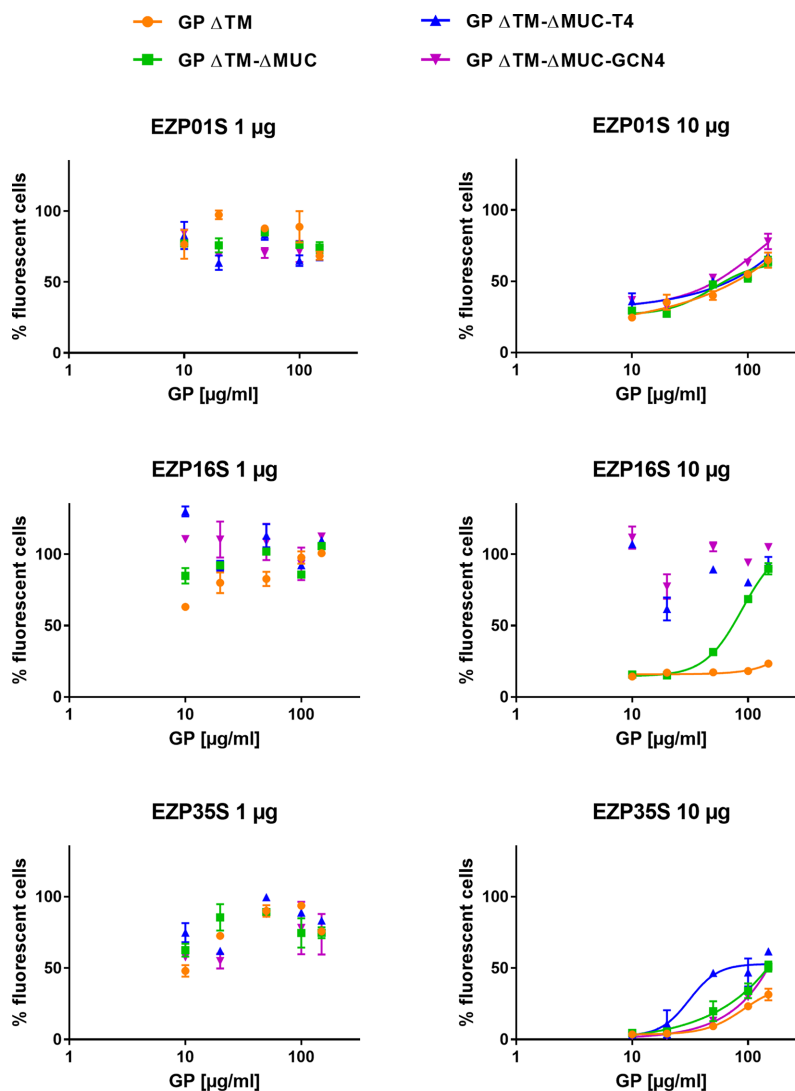 GP ΔTM
GP ΔTM-ΔMUC-T4
GP ΔTM-ΔMUC
GP ΔTM-ΔMUC-GCN4
EZP01S 1 µg
% fluorescent cells
100
50
0
1
10
100
GP [µg/ml]
EZP01S 10 µg
% fluorescent cells
100
50
0
1
10
100
GP [µg/ml]
EZP16S 1 µg
% fluorescent cells
100
50
0
1
10
100
GP [µg/ml]
EZP16S 10 µg
% fluorescent cells
100
50
0
1
10
100
GP [µg/ml]
EZP35S 1 µg
% fluorescent cells
100
50
0
1
10
100
GP [µg/ml]
EZP35S 10 µg
% fluorescent cells
100
50
0
1
10
100
GP [µg/ml]